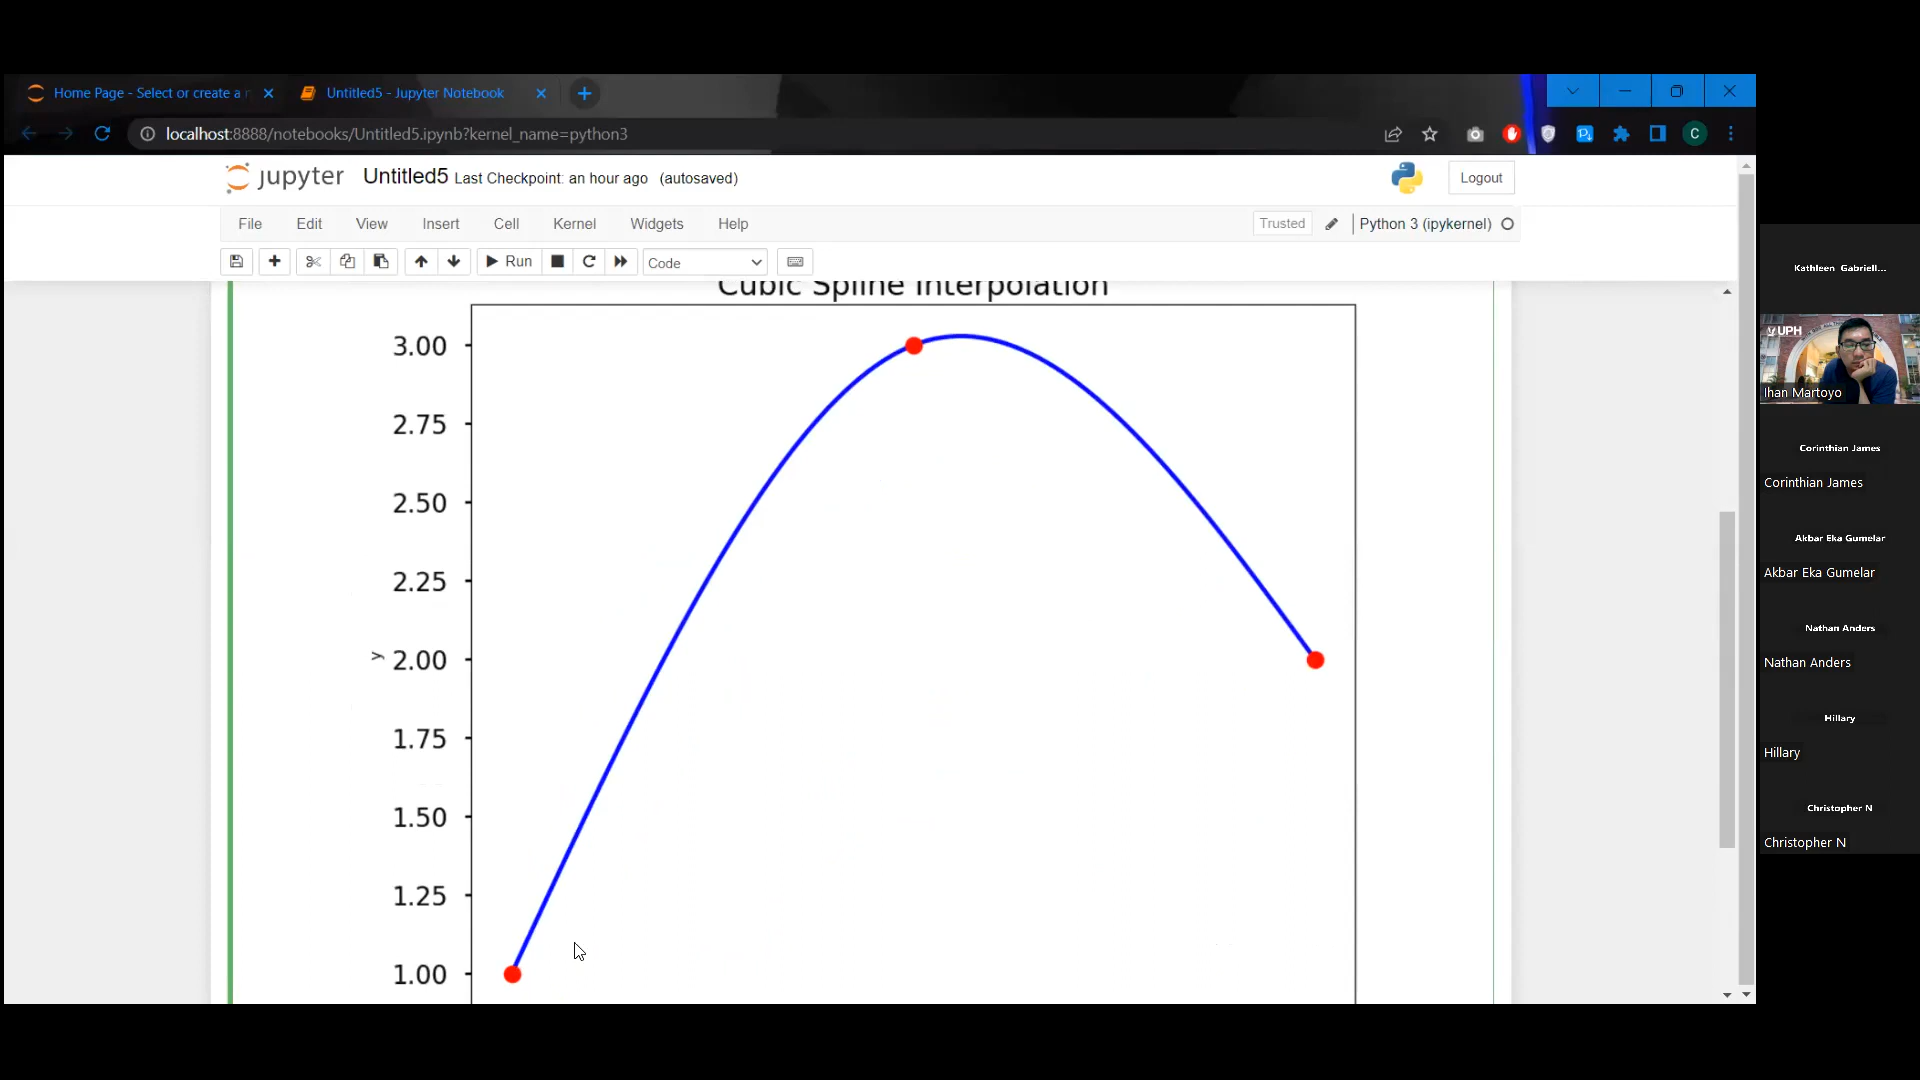 Home Page - Select or create a n
Untitled5 - Jupyter Notebook
localhost:8888/notebooks/Untitled5.ipynb?kernel_name=python3
C
jupyter Untitled5 Last Checkpoint: an hour ago (autosaved)
Logout
File Edit View Insert Cell Kernel Widgets Help
Trusted
Python 3 (ipykernel)
Run
Code
Cubic Spline Interpolation
3.00
2.75
2.50
2.25
y
2.00
1.75
1.50
1.25
1.00
Kathleen Gabriell...
UPH
Ihan Martoyo
Corinthian James
Corinthian James
Akbar Eka Gumelar
Akbar Eka Gumelar
Nathan Anders
Nathan Anders
Hillary
Hillary
Christopher N
Christopher N